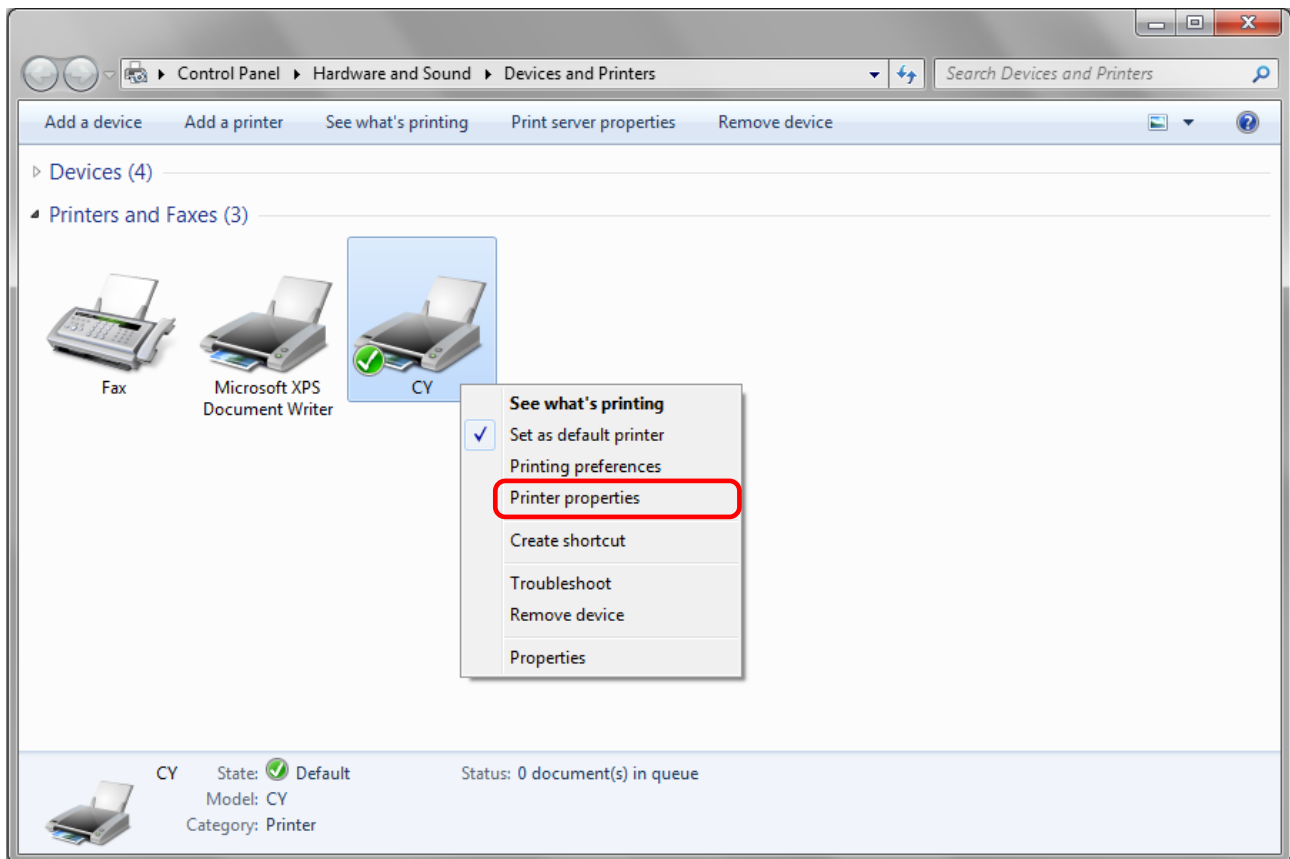 Control Panel ▸ Hardware and Sound ▸ Devices and Printers
Search Devices and Printers
Add a device Add a printer See what's printing Print server properties Remove device
Devices (4)
Printers and Faxes (3)
Fax
Microsoft XPS
Document Writer
CY
See what's printing
Set as default printer
Printing preferences
Printer properties
Create shortcut
Troubleshoot
Remove device
Properties
CY State: Default Status: 0 document(s) in queue
Model: CY
Category: Printer